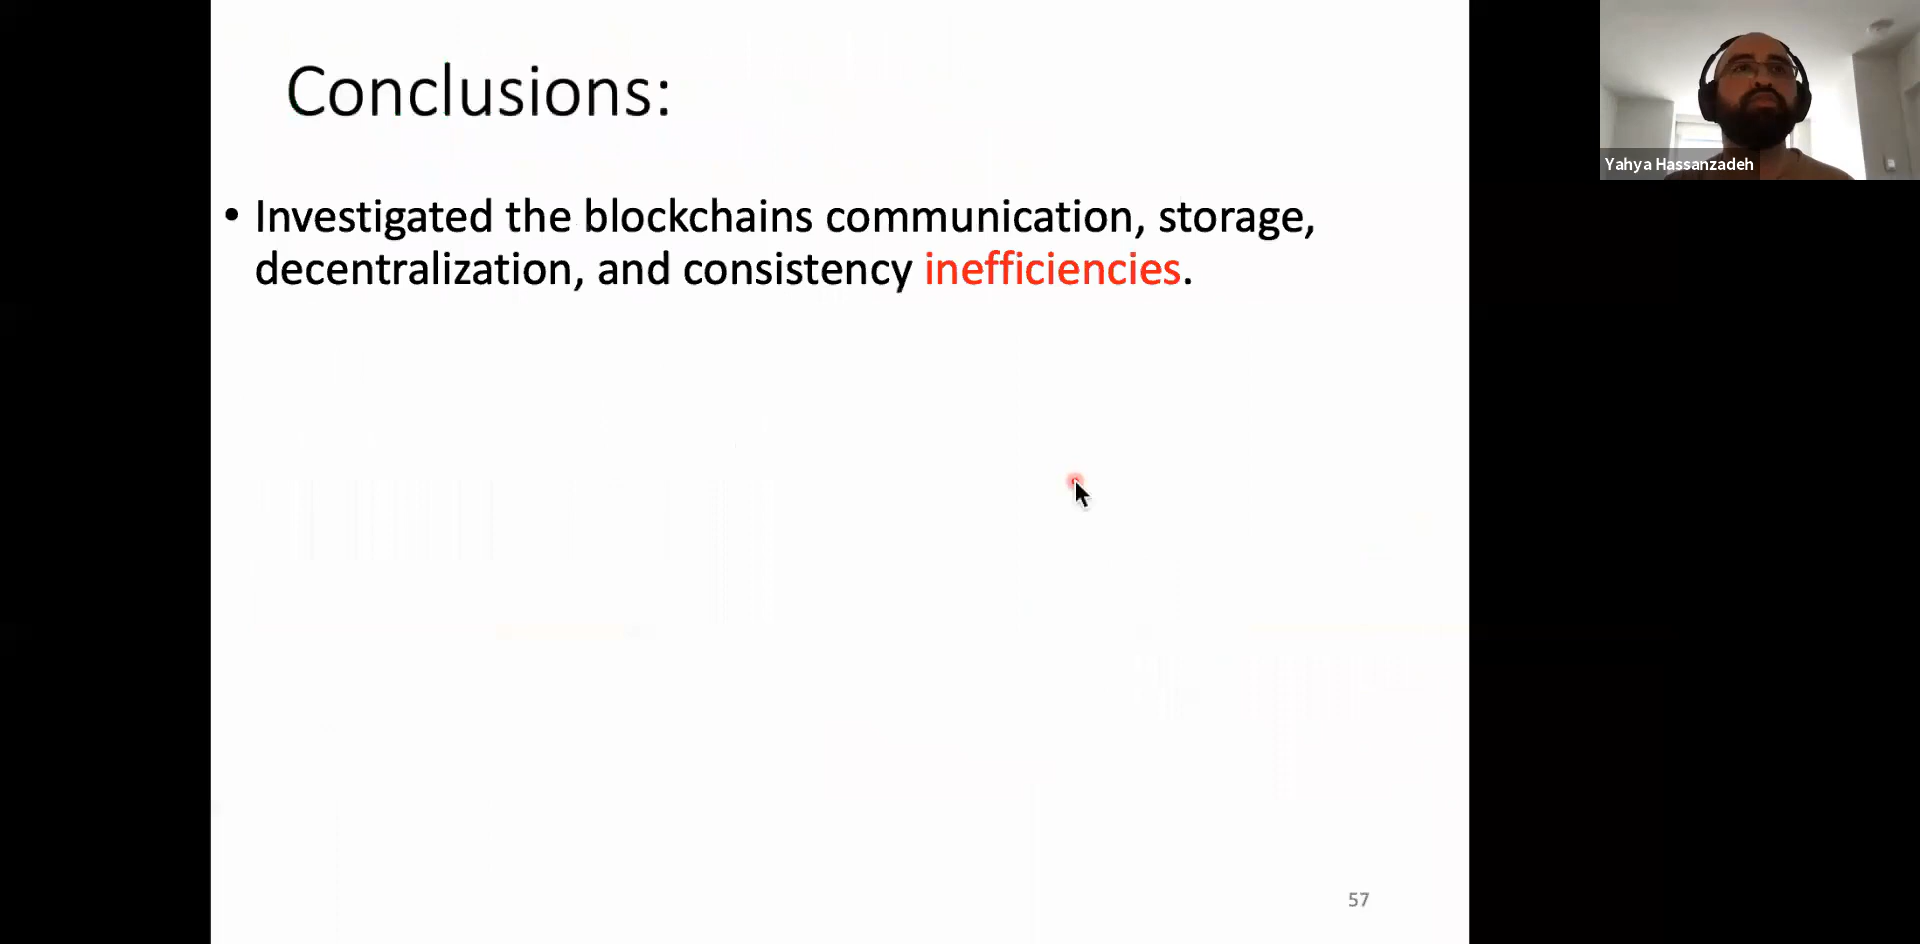 Conclusions:
• Investigated the blockchains communication, storage,
decentralization, and consistency inefficiencies.
57
Yahya Hassanzadeh